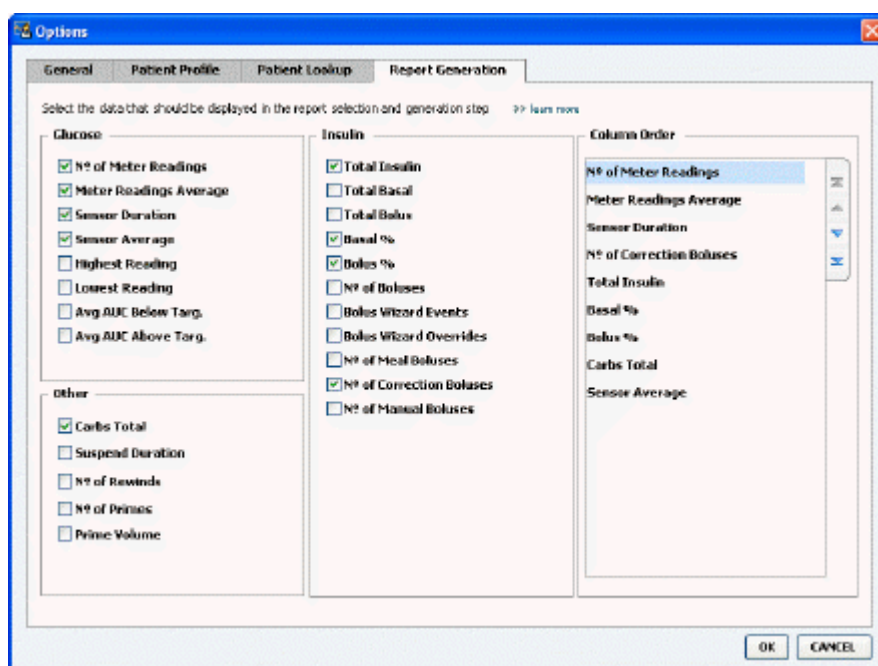 Options
General
Patient Profile
Patient Lookup
Report Generation
Select the data that should be displayed in the report selection and generation step >> learn more
Glucose
Nº of Meter Readings
Meter Readings Average
Sensor Duration
Sensor Average
Highest Reading
Lowest Reading
Avg AUC Below Targ.
Avg AUC Above Targ.
Other
Carbs Total
Suspend Duration
Nº of Rewinds
Nº of Primes
Prime Volume
Insulin
Total Insulin
Total Basal
Total Bolus
Basal %
Bolus %
Nº of Boluses
Bolus Wizard Events
Bolus Wizard Overrides
Nº of Meal Boluses
Nº of Correction Boluses
Nº of Manual Boluses
Column Order
Nº of Meter Readings
Meter Readings Average
Sensor Duration
Nº of Correction Boluses
Total Insulin
Basal %
Bolus %
Carbs Total
Sensor Average
OK
CANCEL